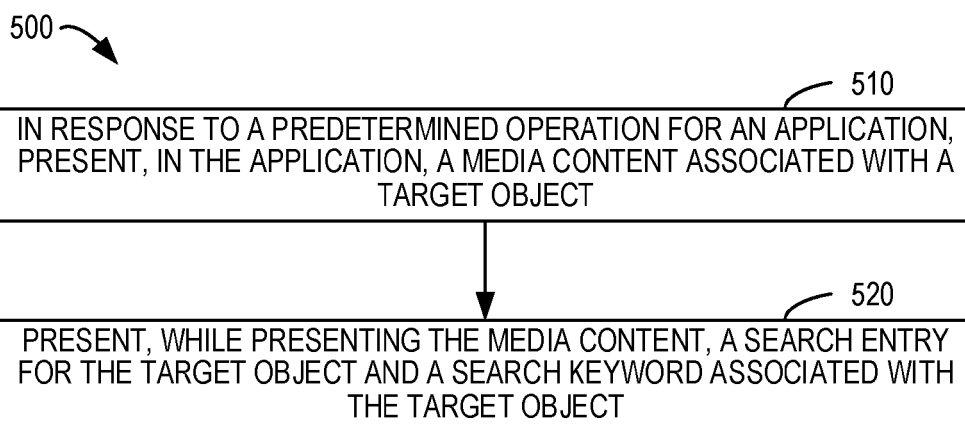 500
510
IN RESPONSE TO A PREDETERMINED OPERATION FOR AN APPLICATION,
PRESENT, IN THE APPLICATION, A MEDIA CONTENT ASSOCIATED WITH A
TARGET OBJECT
520
PRESENT, WHILE PRESENTING THE MEDIA CONTENT, A SEARCH ENTRY
FOR THE TARGET OBJECT AND A SEARCH KEYWORD ASSOCIATED WITH
THE TARGET OBJECT